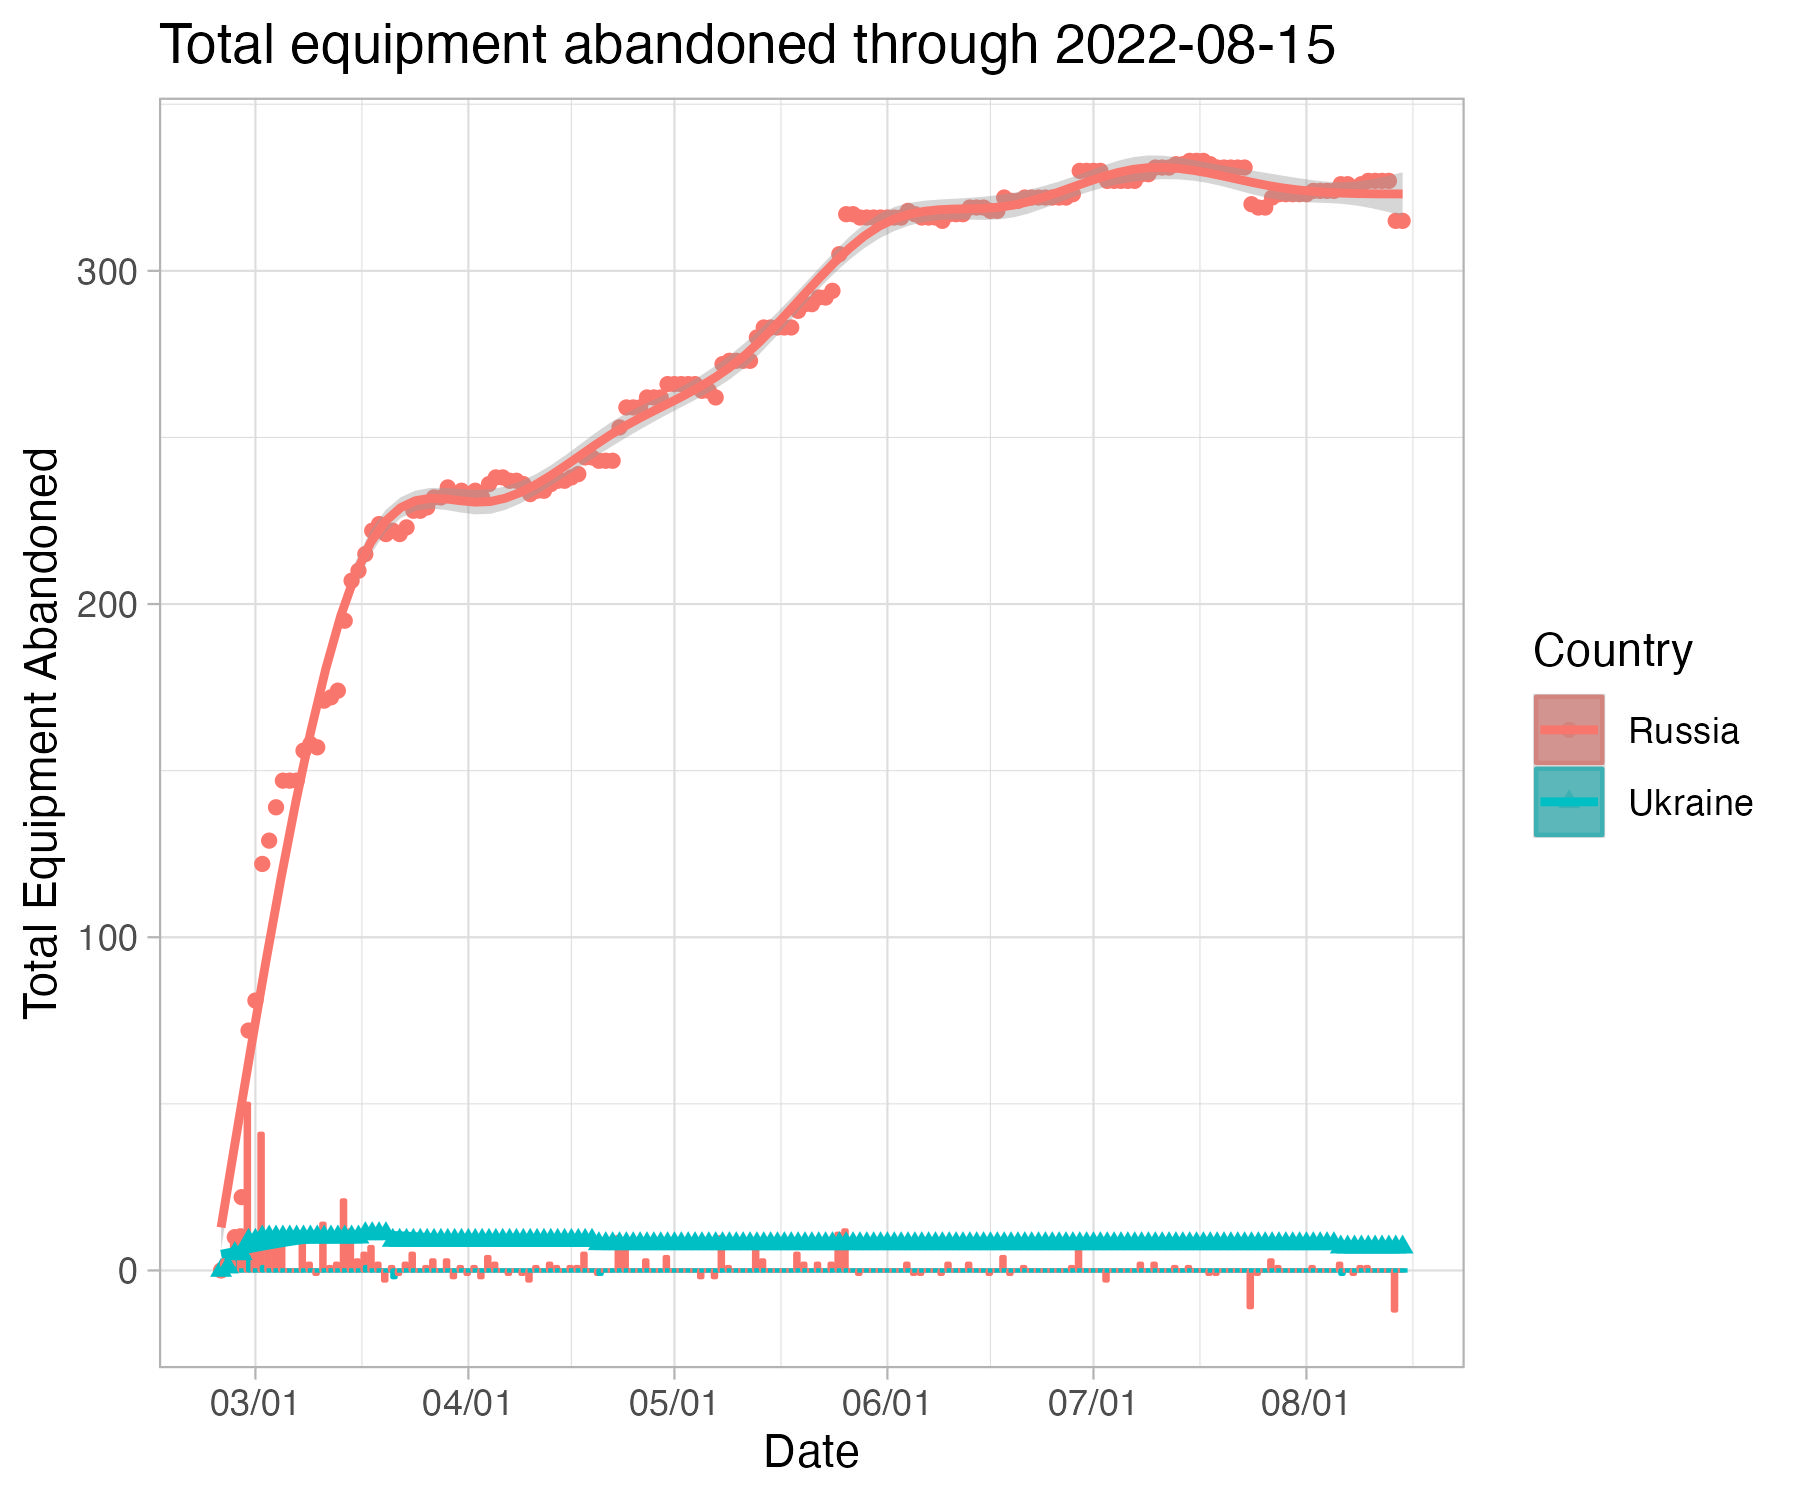 Total equipment abandoned through 2022-08-15
Total Equipment Abandoned
300
200
100
0
03/01 04/01 05/01 06/01 07/01 08/01
Date
Country
Russia
Ukraine